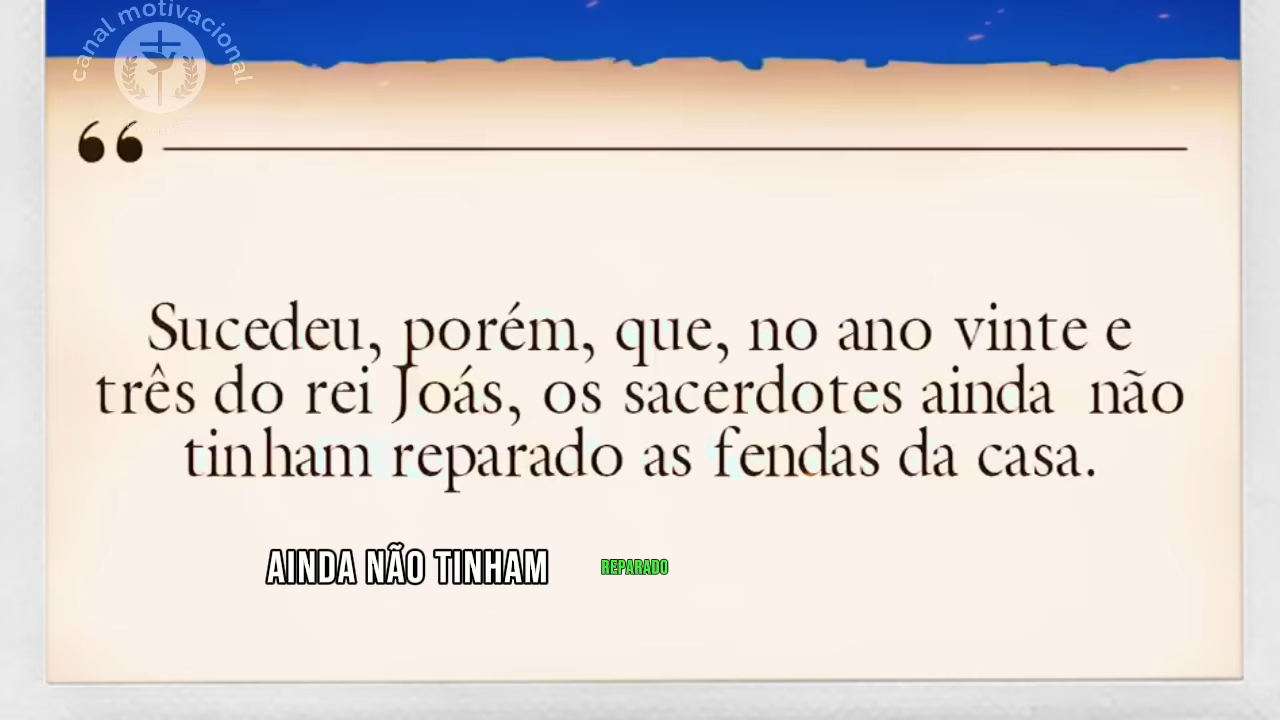 canal motivacional
Sucedeu, porém, que, no ano vinte e
três do rei Joás, os sacerdotes ainda não
tinham reparado as fendas da casa.
AINDA NÃO TINHAM REPARADO